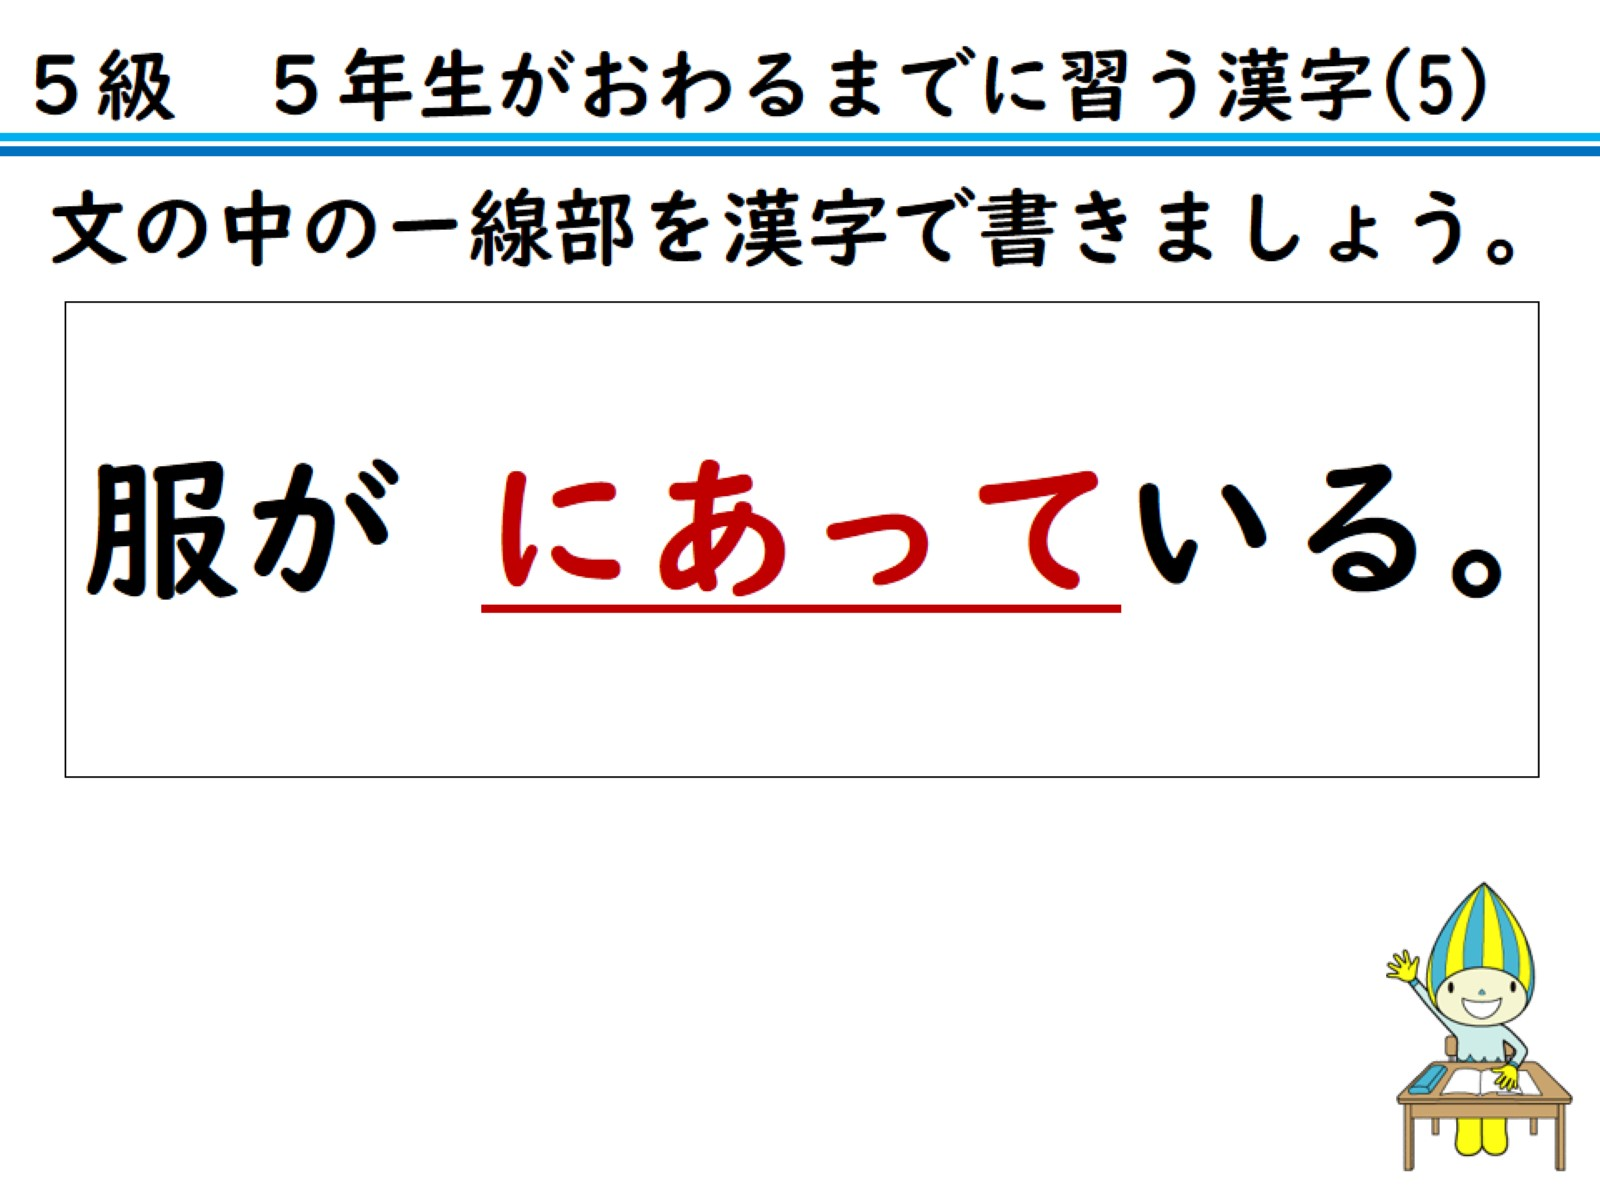 ５級　５年生がおわるまでに習う漢字(5)
文の中の―線部を漢字で書きましょう。
服が にあっている。